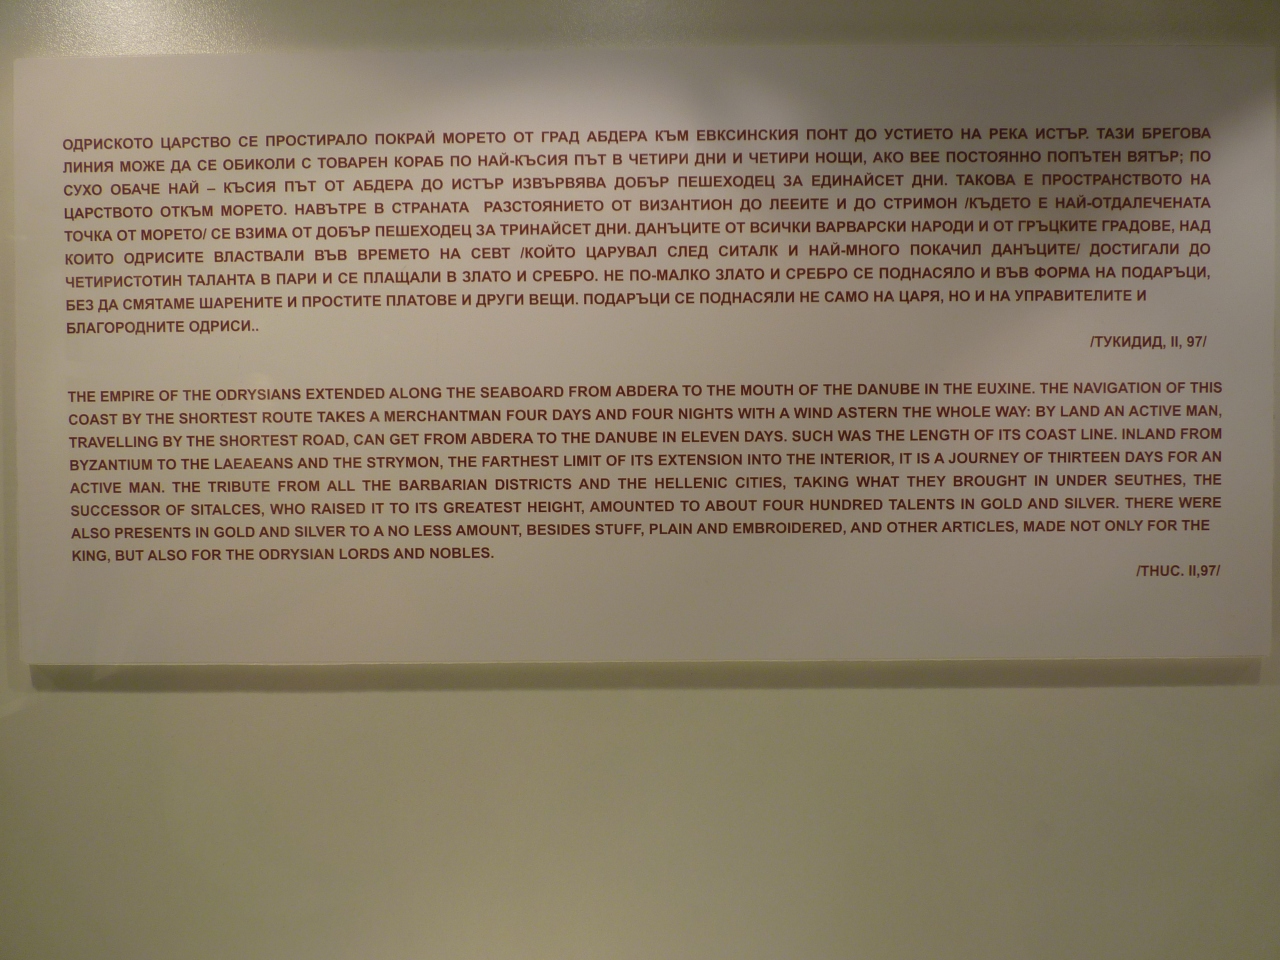 ОДРИСКОТО ЦАРСТВО СЕ ПРОСТИРАЛО ПОКРАЙ МОРЕТО ОТ ГРАД АБДЕРА КЪМ ЕВКСИНСКИЯ ПОНТ ДО УСТИЕТО НА РЕКА ИСТЪР. ТАЗИ БРЕГОВА
ЛИНИЯ МОЖЕ ДА СЕ ОБИКОЛИ С ТОВАРЕН КОРАБ ПО НАЙ-КЪСИЯ ПЪТ В ЧЕТИРИ ДНИ И ЧЕТИРИ НОЩИ, АКО ВЕЕ ПОСТОЯННО ПОПЪТЕН ВЯТЪР; ПО
СУХО ОБАЧЕ НАЙ – КЪСИЯ ПЪТ ОТ АБДЕРА ДО ИСТЪР ИЗВЪРВЯВА ДОБЪР ПЕШЕХОДЕЦ ЗА ЕДИНАЙСЕТ ДНИ. ТАКОВА Е ПРОСТРАНСТВОТО НА
ЦАРСТВОТО ОТКЪМ МОРЕТО. НАВЪТРЕ В СТРАНАТА РАЗСТОЯНИЕТО ОТ ВИЗАНТИОН ДО ЛЕЕИТЕ И ДО СТРИМОН /КЪДЕТО Е НАЙ-ОТДАЛЕЧЕНАТА
ТОЧКА ОТ МОРЕТО/ СЕ ВЗИМА ОТ ДОБЪР ПЕШЕХОДЕЦ ЗА ТРИНАЙСЕТ ДНИ. ДАНЪЦИТЕ ОТ ВСИЧКИ ВАРВАРСКИ НАРОДИ И ОТ ГРЪЦКИТЕ ГРАДОВЕ, НАД
КОИТО ОДРИСИТЕ ВЛАСТВАЛИ ВЪВ ВРЕМЕТО НА СЕВТ /КОЙТО ЦАРУВАЛ СЛЕД СИТАЛК И НАЙ-МНОГО ПОКАЧИЛ ДАНЪЦИТЕ/ ДОСТИГАЛИ ДО
ЧЕТИРИСТОТИН ТАЛАНТА В ПАРИ И СЕ ПЛАЩАЛИ В ЗЛАТО И СРЕБРО. НЕ ПО-МАЛКО ЗЛАТО И СРЕБРО СЕ ПОДНАСЯЛО И ВЪВ ФОРМА НА ПОДАРЪЦИ,
БЕЗ ДА СМЯТАМЕ ШАРЕНИТЕ И ПРОСТИТЕ ПЛАТОВЕ И ДРУГИ ВЕЩИ. ПОДАРЪЦИ СЕ ПОДНАСЯЛИ НЕ САМО НА ЦАРЯ, НО И НА УПРАВИТЕЛИТЕ И
БЛАГОРОДНИТЕ ОДРИСИ..
/ТУКИДИД, II, 97/
THE EMPIRE OF THE ODRYSIANS EXTENDED ALONG THE SEABOARD FROM ABDERA TO THE MOUTH OF THE DANUBE IN THE EUXINE. THE NAVIGATION OF THIS
COAST BY THE SHORTEST ROUTE TAKES A MERCHANTMAN FOUR DAYS AND FOUR NIGHTS WITH A WIND ASTERN THE WHOLE WAY: BY LAND AN ACTIVE MAN,
TRAVELLING BY THE SHORTEST ROAD, CAN GET FROM ABDERA TO THE DANUBE IN ELEVEN DAYS. SUCH WAS THE LENGTH OF ITS COAST LINE. INLAND FROM
BYZANTIUM TO THE LAEAEANS AND THE STRYMON, THE FARTHEST LIMIT OF ITS EXTENSION INTO THE INTERIOR, IT IS A JOURNEY OF THIRTEEN DAYS FOR AN
ACTIVE MAN. THE TRIBUTE FROM ALL THE BARBARIAN DISTRICTS AND THE HELLENIC CITIES, TAKING WHAT THEY BROUGHT IN UNDER SEUTHES, THE
SUCCESSOR OF SITALCES, WHO RAISED IT TO ITS GREATEST HEIGHT, AMOUNTED TO ABOUT FOUR HUNDRED TALENTS IN GOLD AND SILVER. THERE WERE
ALSO PRESENTS IN GOLD AND SILVER TO A NO LESS AMOUNT, BESIDES STUFF, PLAIN AND EMBROIDERED, AND OTHER ARTICLES, MADE NOT ONLY FOR THE
KING, BUT ALSO FOR THE ODRYSIAN LORDS AND NOBLES.
/THUC. II,97/